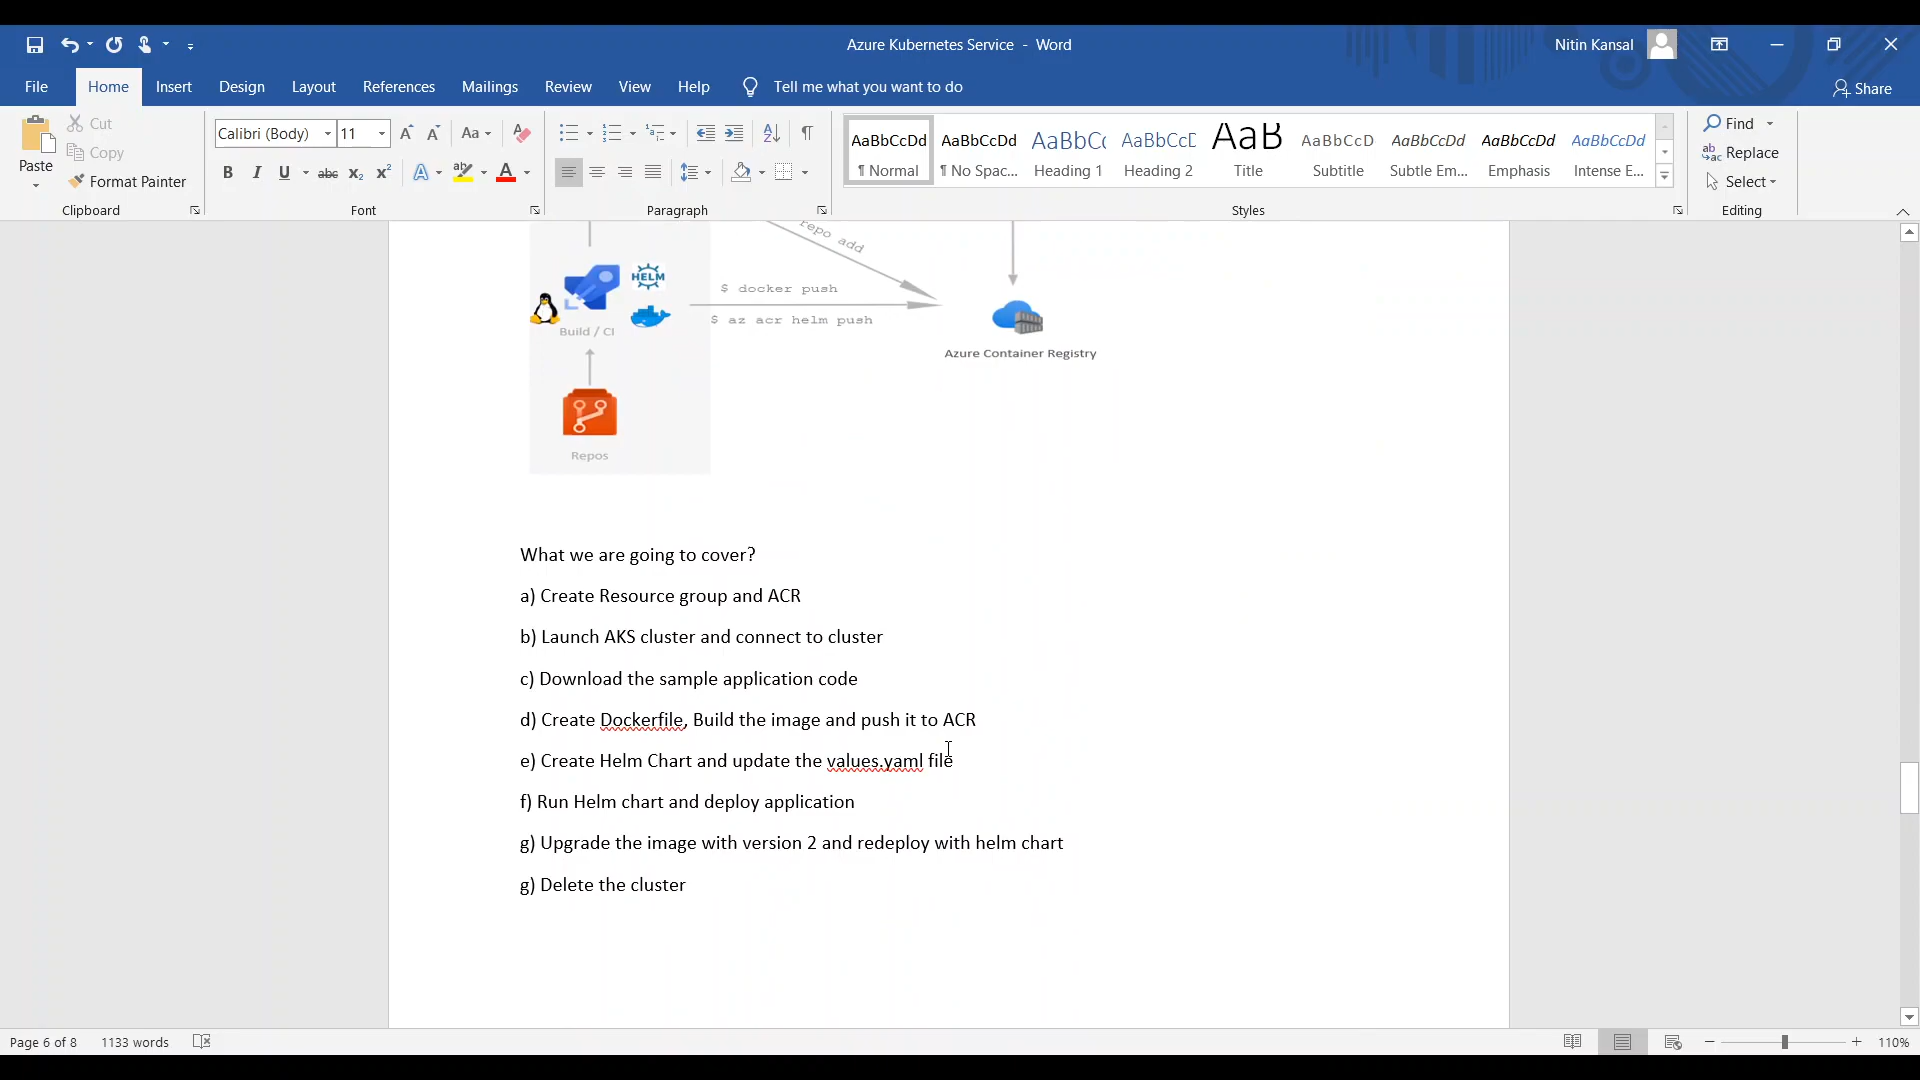 Azure Kubernetes Service - Word
Nitin Kansal
File Home Insert Design Layout References Mailings Review View Help Tell me what you want to do
Share
Paste
Cut
Copy
Format Painter
Clipboard
Calibri (Body) 11
Aa
B I U abc x₂ x² A A
Font
Paragraph
AaBbCcDd AaBbCcDd AaBbCc AaBbCcE AaB AaBbCcD AaBbCcDd AaBbCcDd AaBbCcDd
¶ Normal ¶ No Spac... Heading 1 Heading 2 Title Subtitle Subtle Em... Emphasis Intense E...
Styles
Find
Replace
Select
Editing
repo add
HELM
$ docker push
$ az acr helm push
Build / CI
Azure Container Registry
Repos
What we are going to cover?
a) Create Resource group and ACR
b) Launch AKS cluster and connect to cluster
c) Download the sample application code
d) Create Dockerfile, Build the image and push it to ACR
e) Create Helm Chart and update the values.yaml file
f) Run Helm chart and deploy application
g) Upgrade the image with version 2 and redeploy with helm chart
g) Delete the cluster
Page 6 of 8 1133 words
110%